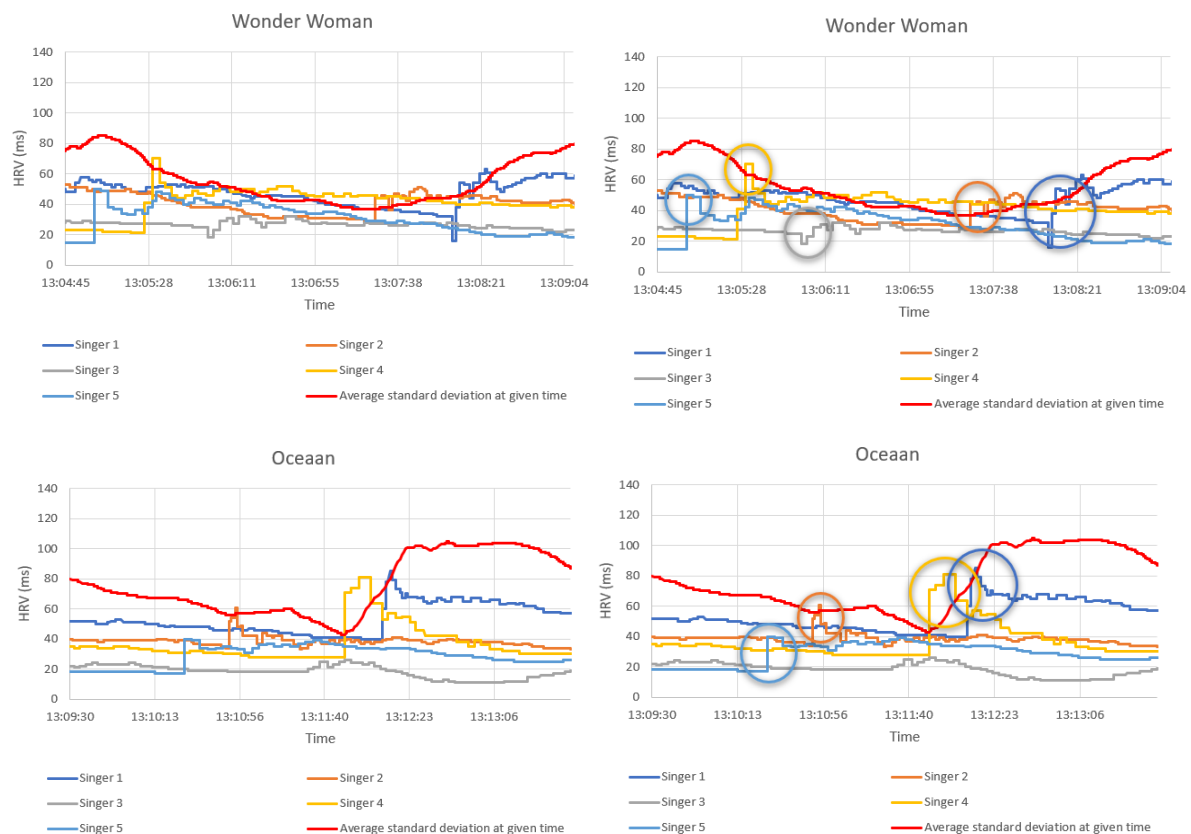 Wonder Woman
140
120
100
80
60
40
20
0
HRV (ms)
13:04:45 13:05:28 13:06:11 13:06:55 13:07:38 13:08:21 13:09:04
Time
Singer 1 Singer 2
Singer 3 Singer 4
Singer 5 Average standard deviation at given time
Wonder Woman
140
120
100
80
60
40
20
0
HRV (ms)
13:04:45 13:05:28 13:06:11 13:06:55 13:07:38 13:08:21 13:09:04
Time
Singer 1 Singer 2
Singer 3 Singer 4
Singer 5 Average standard deviation at given time
Oceaan
140
120
100
80
60
40
20
0
HRV (ms)
13:09:30 13:10:13 13:10:56 13:11:40 13:12:23 13:13:06
Time
Singer 1 Singer 2
Singer 3 Singer 4
Singer 5 Average standard deviation at given time
Oceaan
140
120
100
80
60
40
20
0
HRV (ms)
13:09:30 13:10:13 13:10:56 13:11:40 13:12:23 13:13:06
Time
Singer 1 Singer 2
Singer 3 Singer 4
Singer 5 Average standard deviation at given time